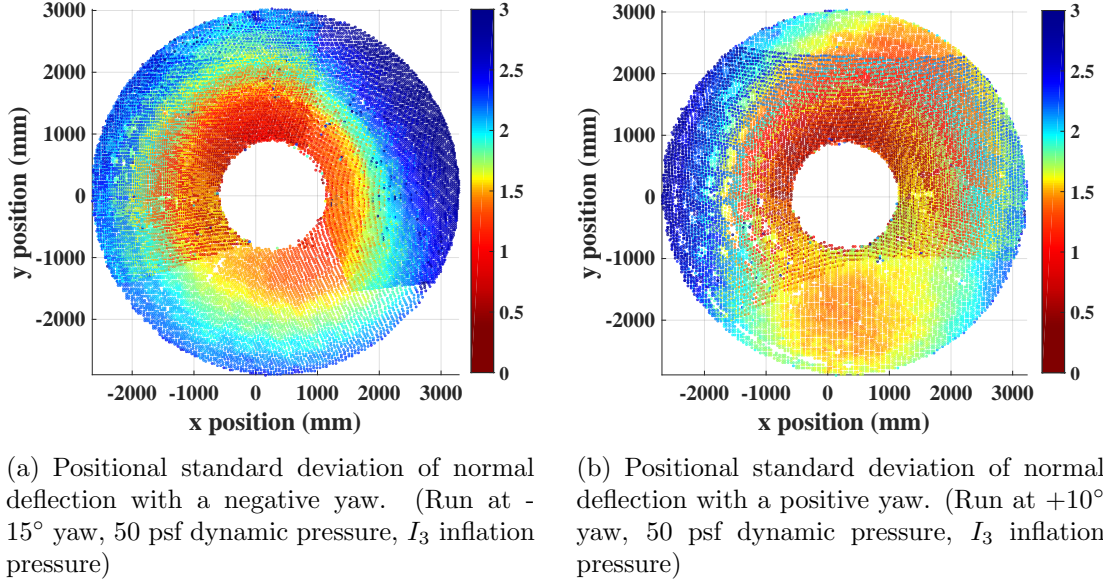 3000
2000
1000
0
-1000
-2000
y position (mm)
-2000 -1000 0 1000 2000 3000
x position (mm)
3
2.5
2
1.5
1
0.5
0
3000
2000
1000
0
-1000
-2000
y position (mm)
-2000 -1000 0 1000 2000 3000
x position (mm)
3
2.5
2
1.5
1
0.5
0
(a) Positional standard deviation of normal
deflection with a negative yaw. (Run at -
15° yaw, 50 psf dynamic pressure, I₃ inflation
pressure)
(b) Positional standard deviation of normal
deflection with a positive yaw. (Run at +10°
yaw, 50 psf dynamic pressure, I₃ inflation
pressure)